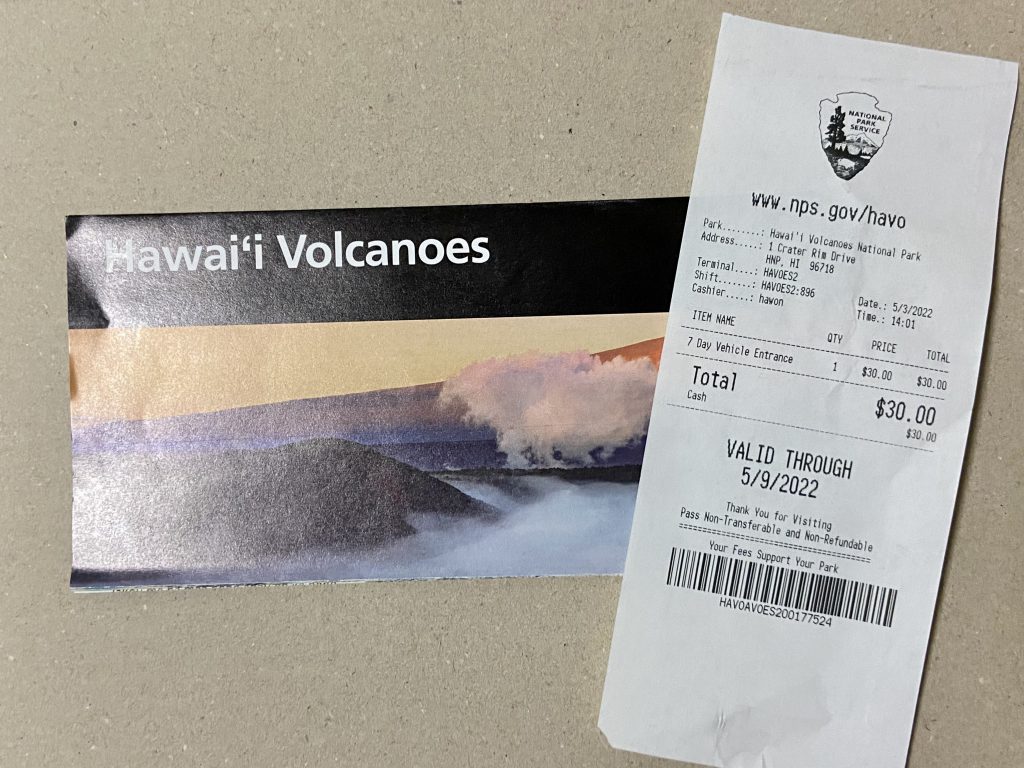 Hawai‘i Volcanoes
NATIONAL
PARK
SERVICE
www.nps.gov/havo
Park........: Hawai'i Volcanoes National Park
Address.....: 1 Crater Rim Drive
HNP, HI 96718
Terminal....: HAVOES2
Shift.......: HAVOES2:896
Cashier.....: hawon
Date.: 5/3/2022
Time.: 14:01
ITEM NAME QTY PRICE TOTAL
7 Day Vehicle Entrance 1 $30.00 $30.00
Total $30.00
Cash $30.00
VALID THROUGH
5/9/2022
Thank You for Visiting
Pass Non-Transferable and Non-Refundable
Your Fees Support Your Park
HAVOAVOES200177524